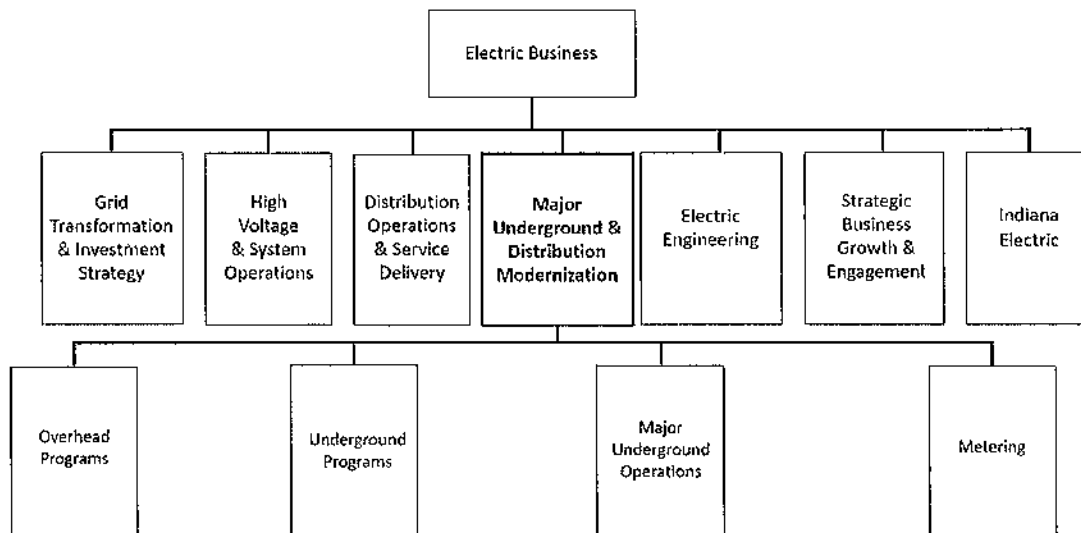 Electric Business
Grid
Transformation
& Investment
Strategy
High
Voltage
& System
Operations
Distribution
Operations
& Service
Delivery
Major
Underground &
Distribution
Modernization
Electric
Engineering
Strategic
Business
Growth &
Engagement
Indiana
Electric
Overhead
Programs
Underground
Programs
Major
Underground
Operations
Metering